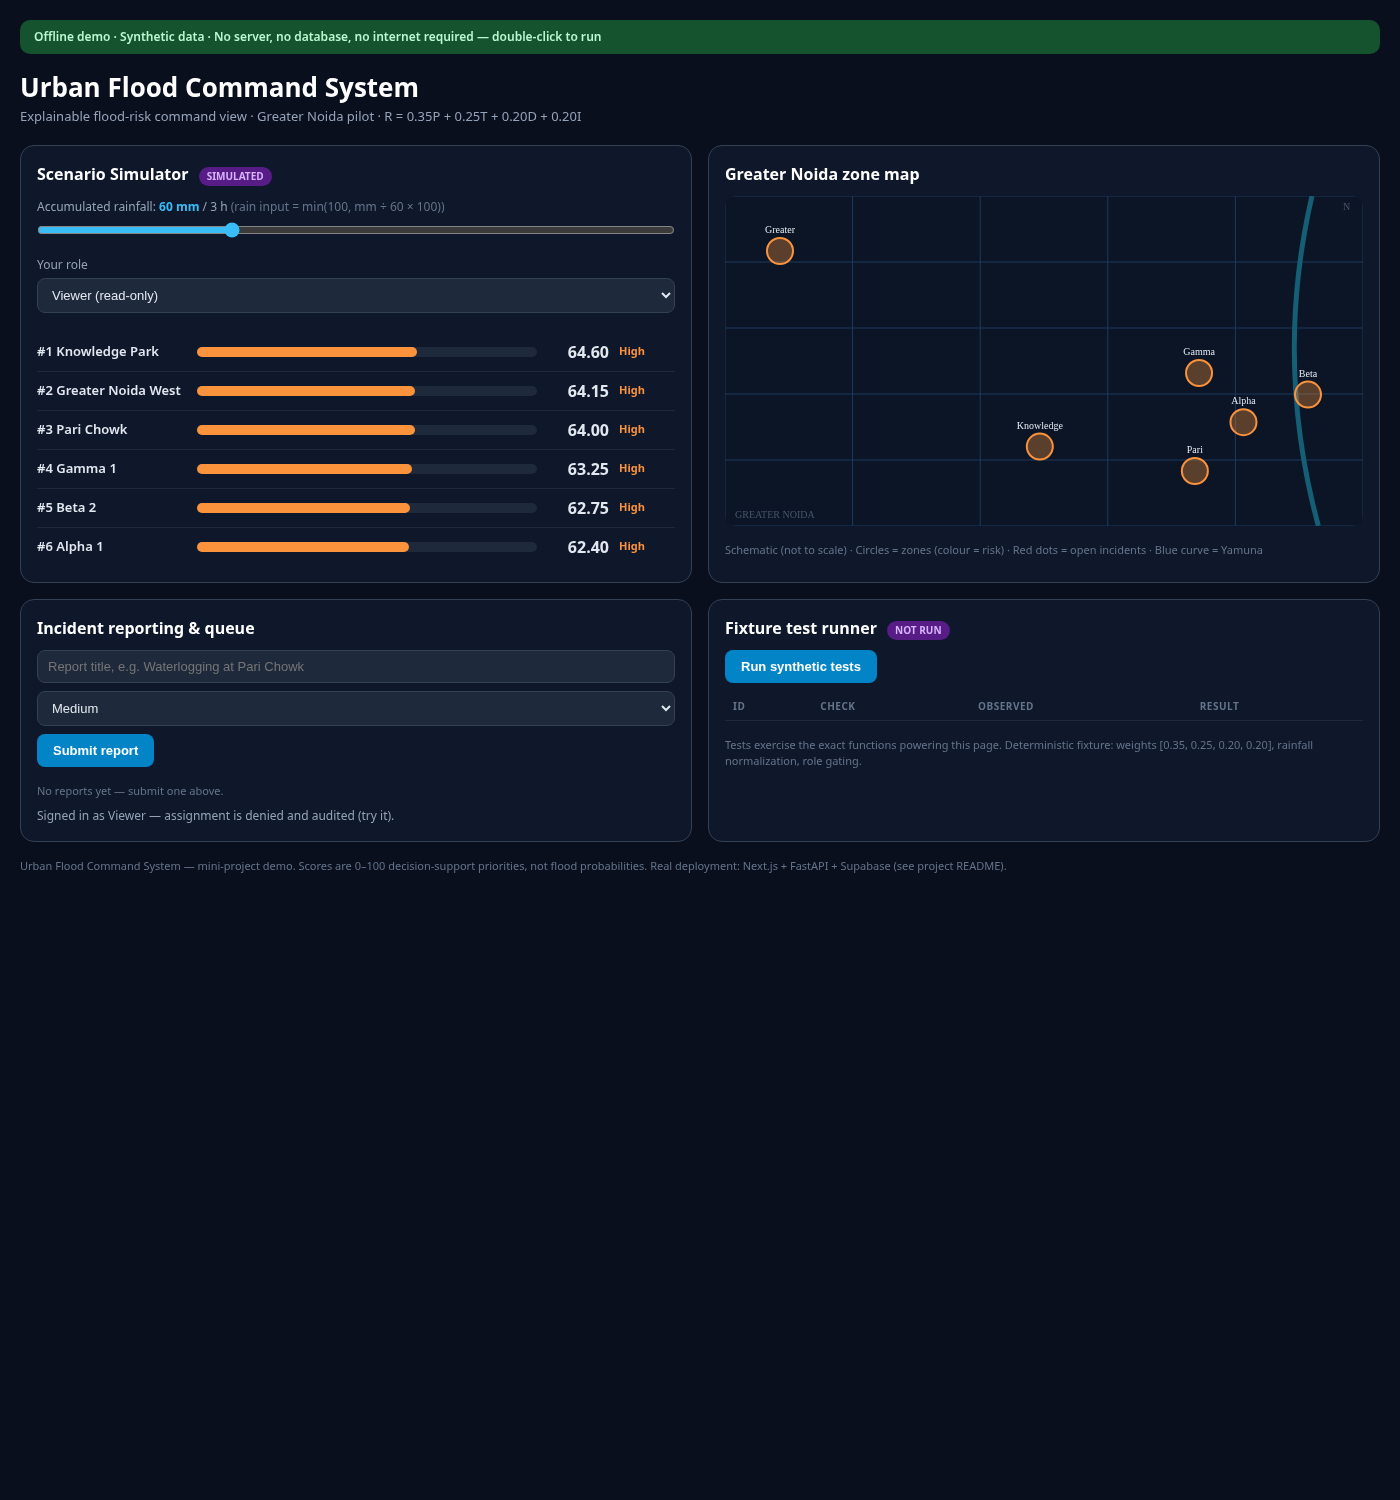 Offline demo · Synthetic data · No server, no database, no internet required — double-click to run
Urban Flood Command System
Explainable flood-risk command view · Greater Noida pilot · R = 0.35P + 0.25T + 0.20D + 0.20I
Scenario Simulator SIMULATED
Accumulated rainfall: 60 mm / 3 h (rain input = min(100, mm ÷ 60 × 100))
Your role
Viewer (read-only)
#1 Knowledge Park 64.60 High
#2 Greater Noida West 64.15 High
#3 Pari Chowk 64.00 High
#4 Gamma 1 63.25 High
#5 Beta 2 62.75 High
#6 Alpha 1 62.40 High
Greater Noida zone map
N
Greater
Gamma
Beta
Alpha
Knowledge
Pari
GREATER NOIDA
Schematic (not to scale) · Circles = zones (colour = risk) · Red dots = open incidents · Blue curve = Yamuna
Incident reporting & queue
Report title, e.g. Waterlogging at Pari Chowk
Medium
Submit report
No reports yet — submit one above.
Signed in as Viewer — assignment is denied and audited (try it).
Fixture test runner NOT RUN
Run synthetic tests
ID CHECK OBSERVED RESULT
Tests exercise the exact functions powering this page. Deterministic fixture: weights [0.35, 0.25, 0.20, 0.20], rainfall
normalization, role gating.
Urban Flood Command System — mini-project demo. Scores are 0–100 decision-support priorities, not flood probabilities. Real deployment: Next.js + FastAPI + Supabase (see project README).